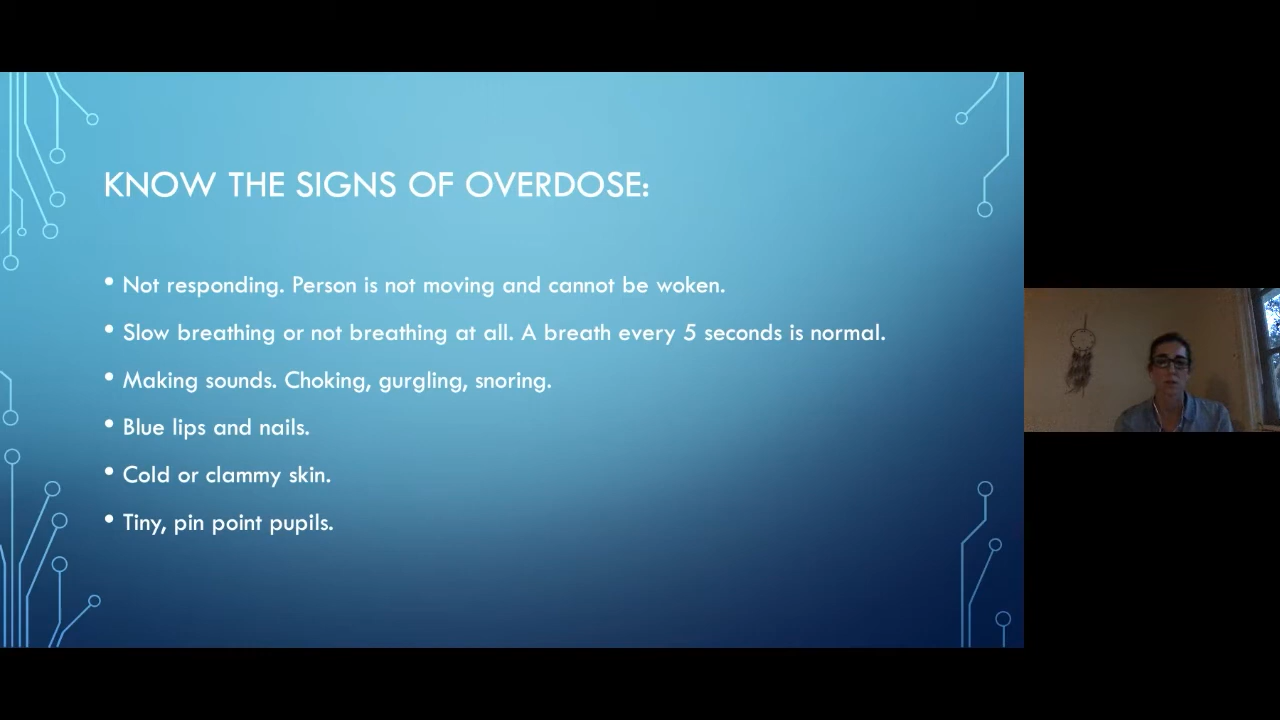 KNOW THE SIGNS OF OVERDOSE:
• Not responding. Person is not moving and cannot be woken.
• Slow breathing or not breathing at all. A breath every 5 seconds is normal.
• Making sounds. Choking, gurgling, snoring.
• Blue lips and nails.
• Cold or clammy skin.
• Tiny, pin point pupils.